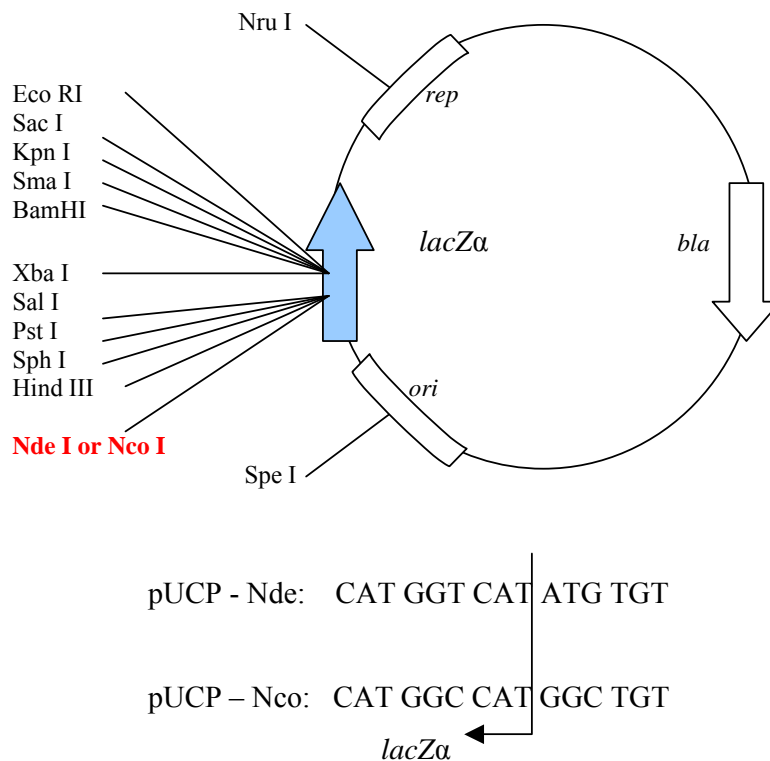 Nru I
rep
Eco RI
Sac I
Kpn I
Sma I
BamHI
Xba I
Sal I
Pst I
Sph I
Hind III
Nde I or Nco I
lacZα
bla
ori
Spe I
pUCP - Nde: CAT GGT CAT ATG TGT
pUCP – Nco: CAT GGC CAT GGC TGT
lacZα